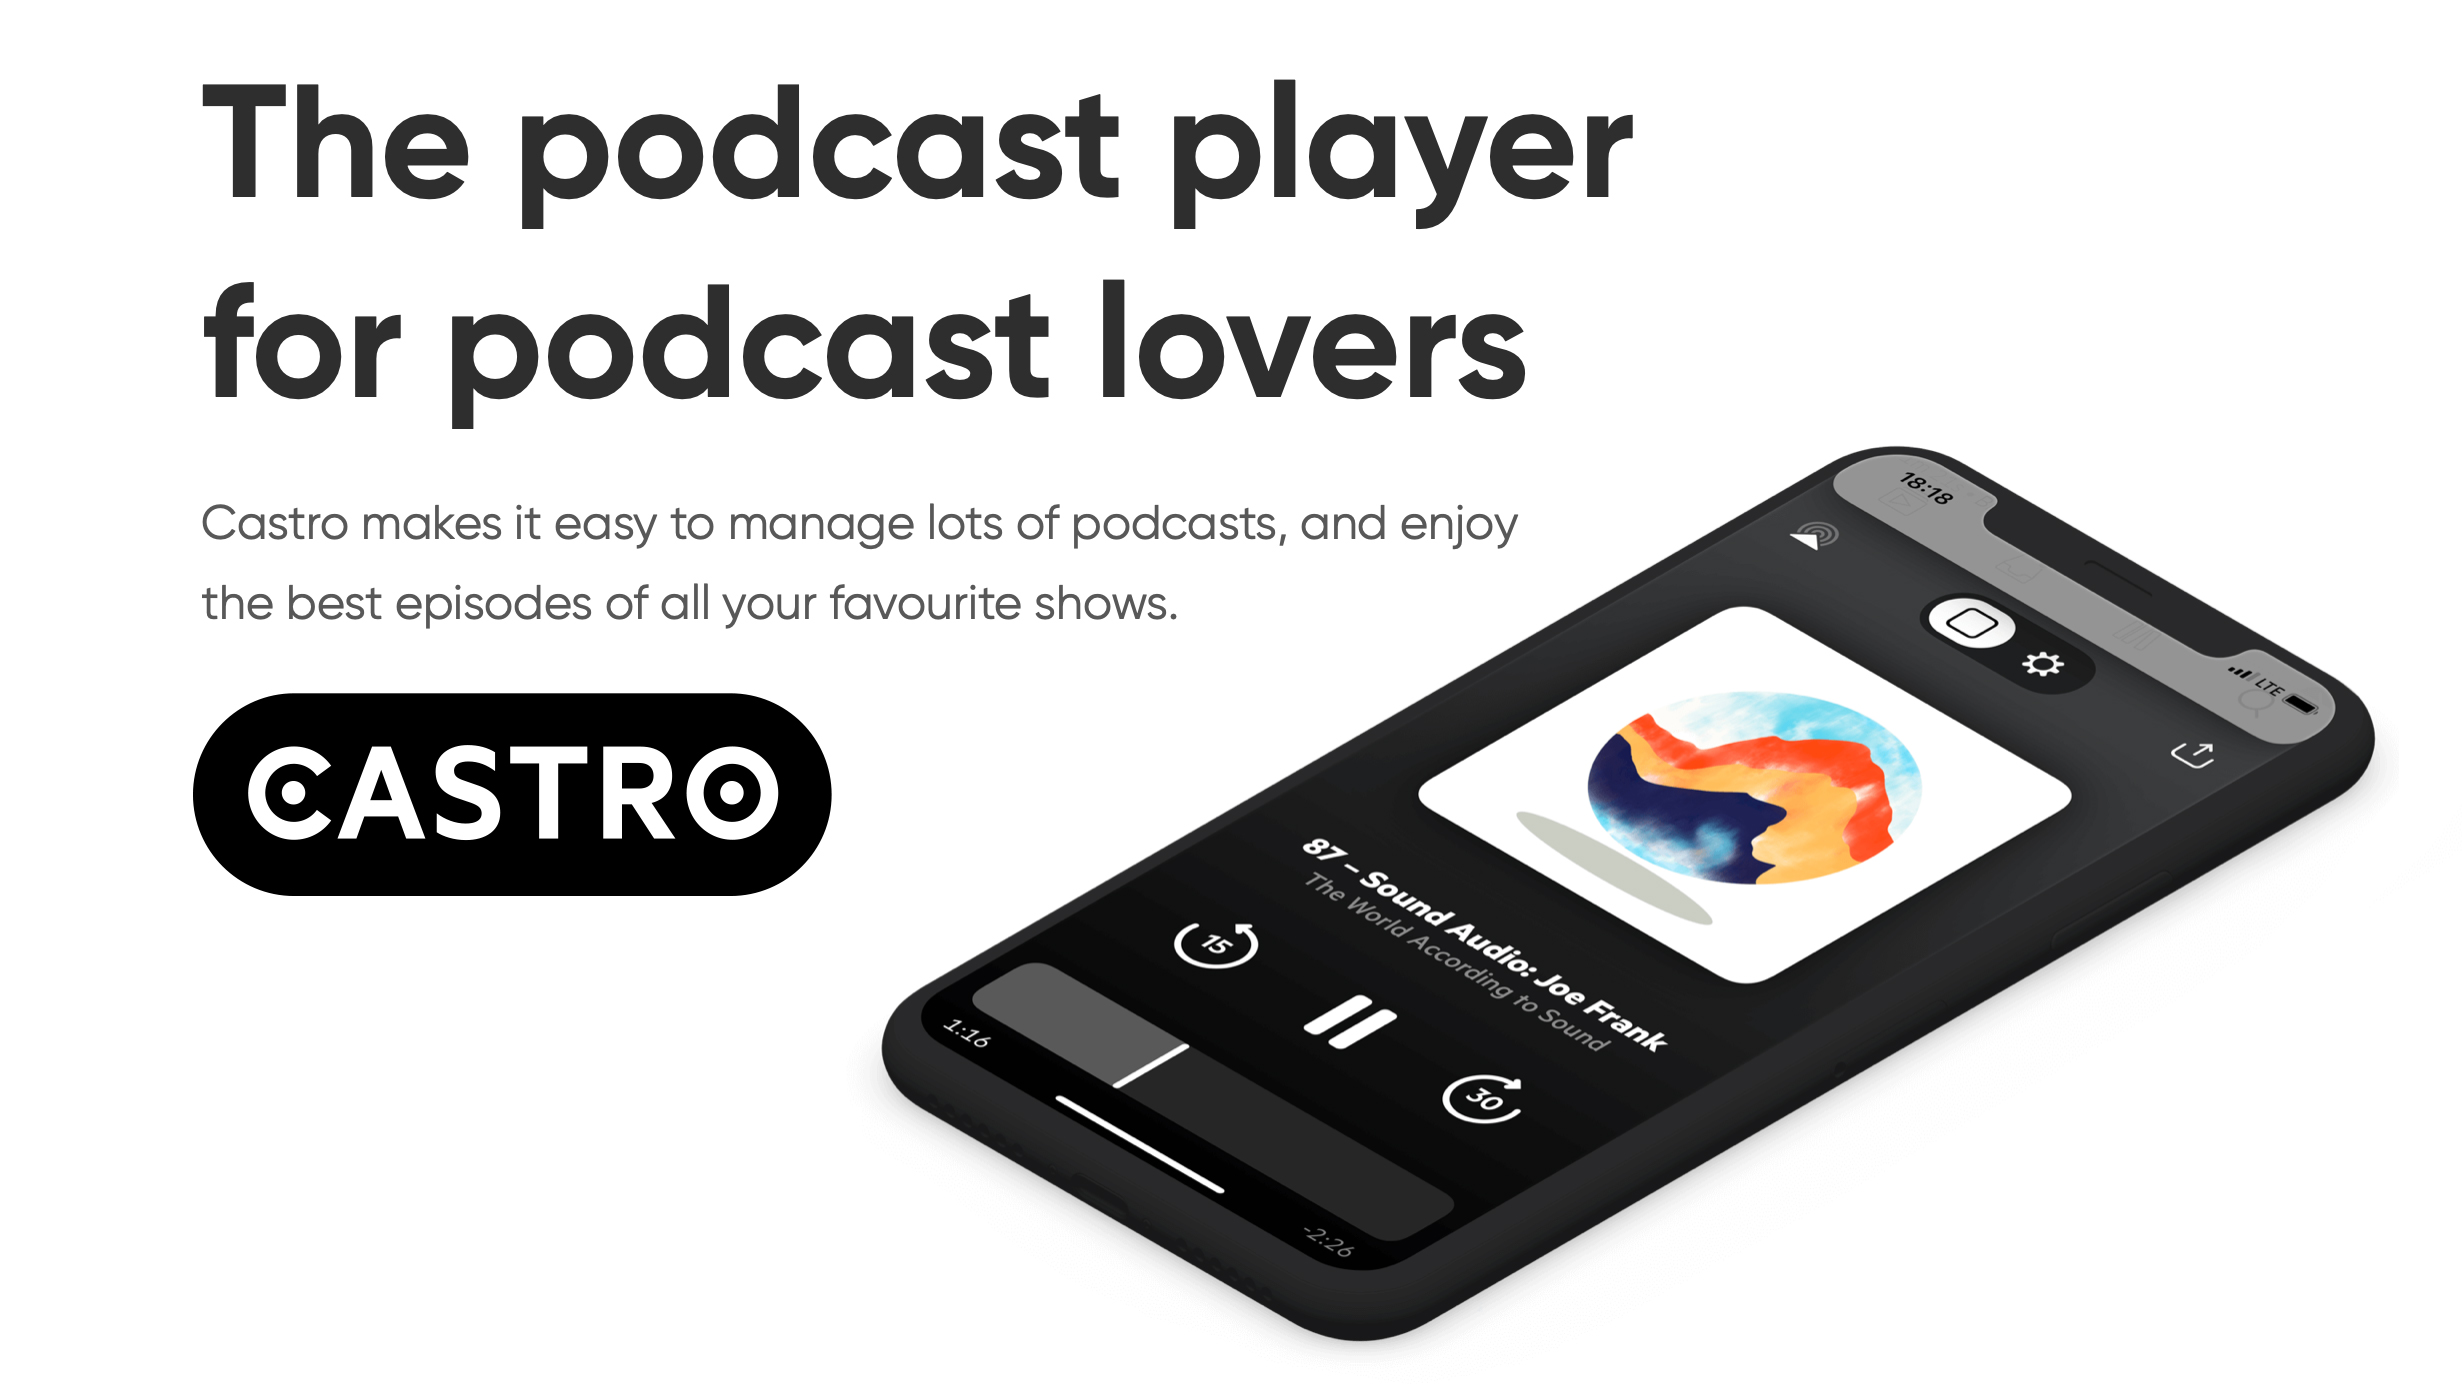 The podcast player
for podcast lovers
Castro makes it easy to manage lots of podcasts, and enjoy
the best episodes of all your favourite shows.
CASTRO
18:18
LTE
87 – Sound Audio: Joe Frank
The World According to Sound
15
30
1:16
-2:26